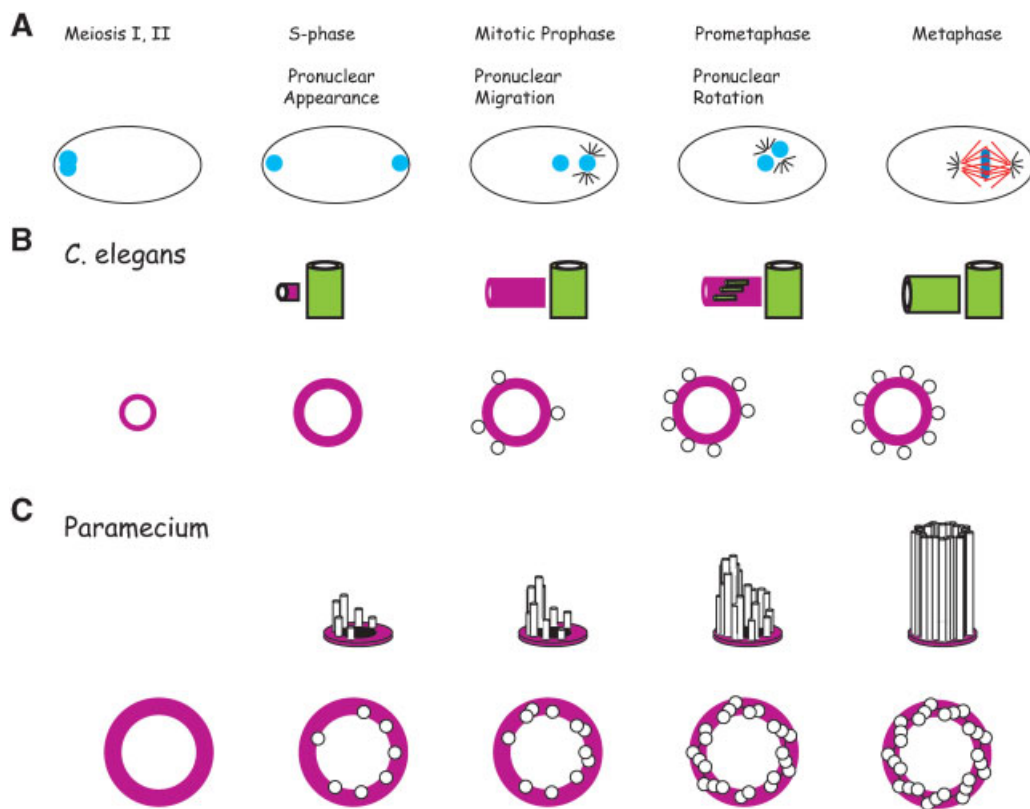 A
Meiosis I, II
S-phase
Mitotic Prophase
Prometaphase
Metaphase
Pronuclear
Appearance
Pronuclear
Migration
Pronuclear
Rotation
B
C. elegans
C
Paramecium